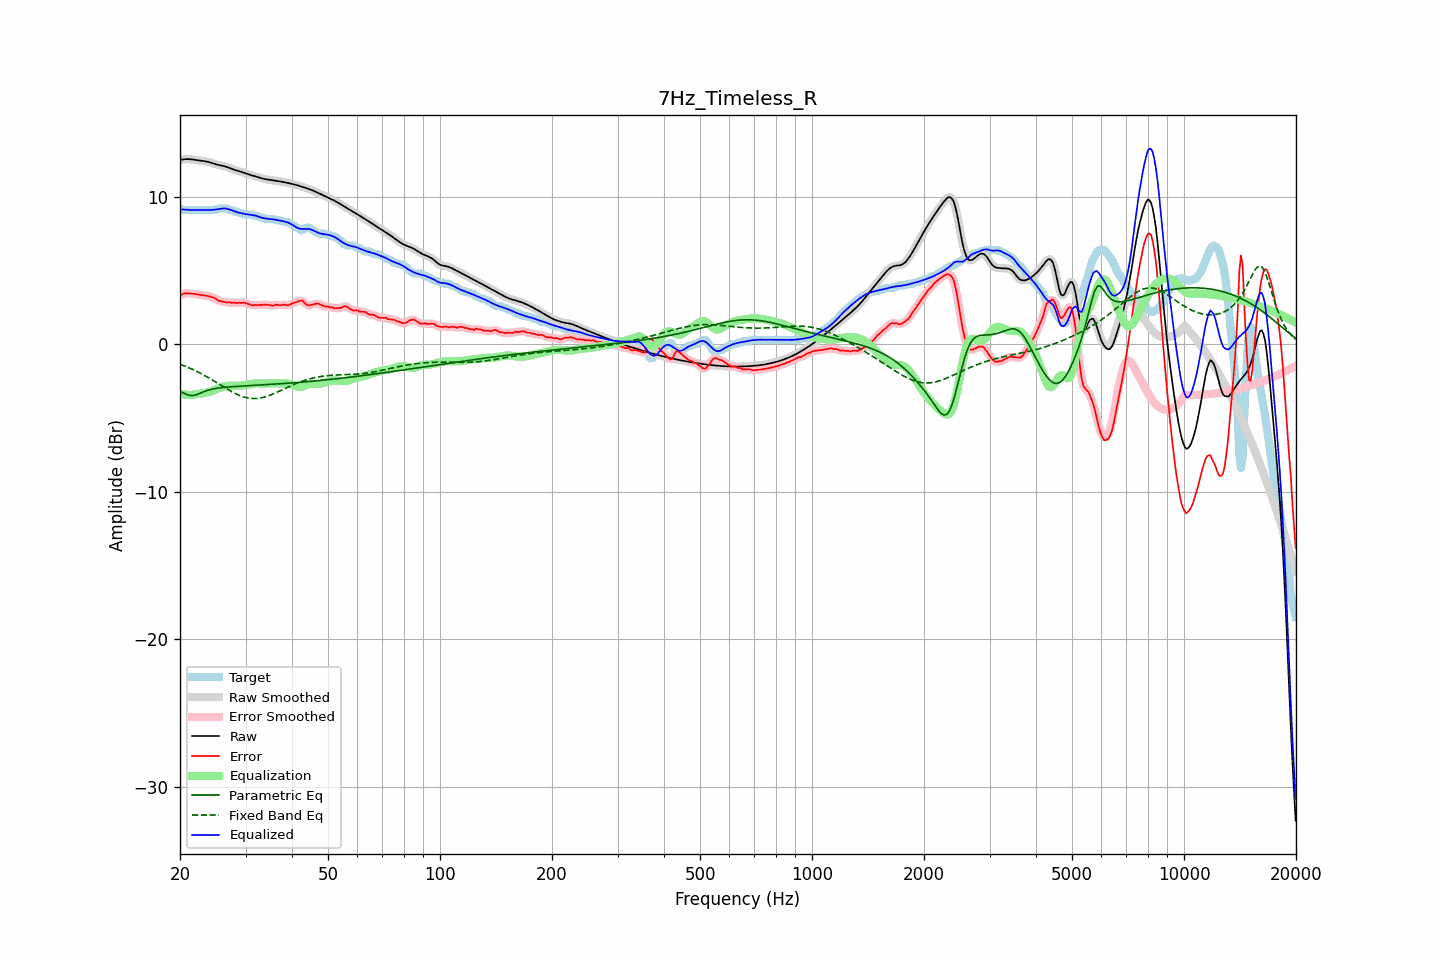 7Hz_Timeless_R
Amplitude (dBr)
10
0
−10
−20
−30
Target
Raw Smoothed
Error Smoothed
Raw
Error
Equalization
Parametric Eq
Fixed Band Eq
Equalized
20 50 100 200 500 1000 2000 5000 10000 20000
Frequency (Hz)